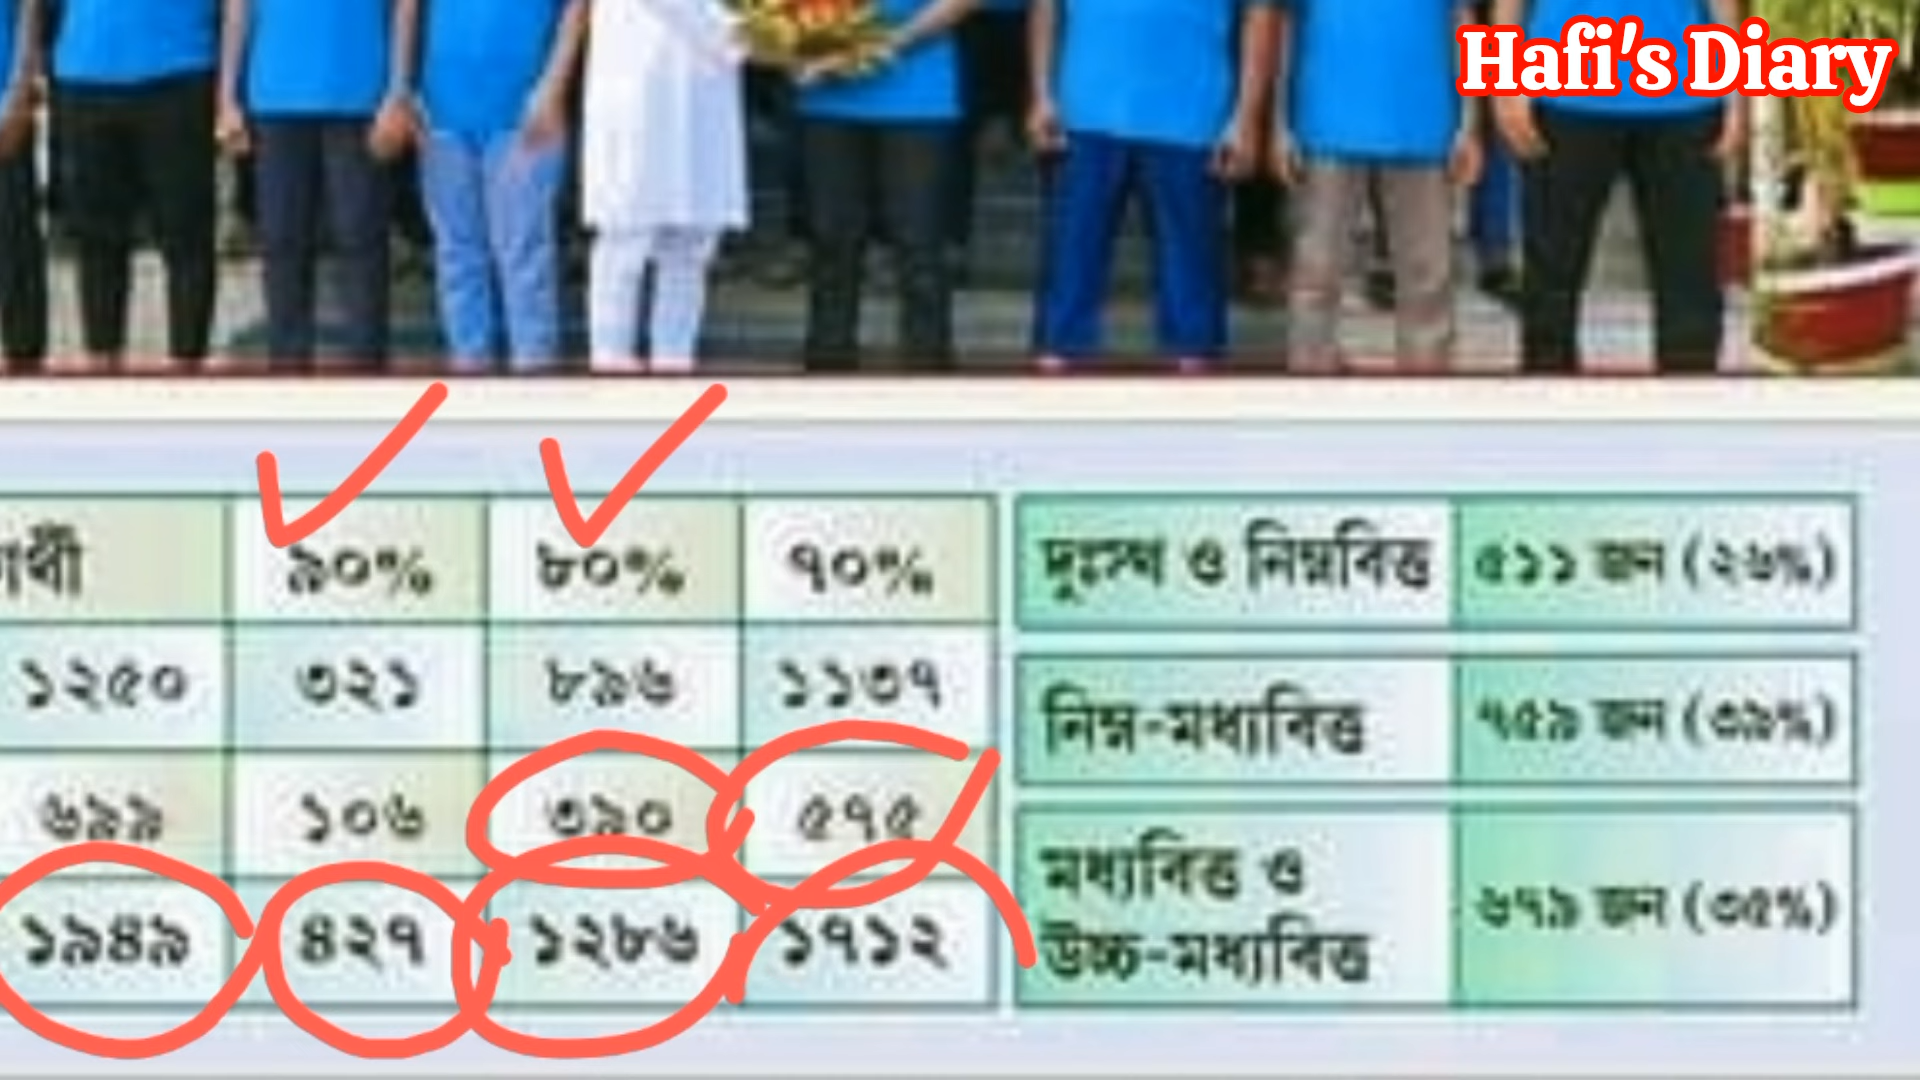 Hafi's Diary
র্থী ৯০% ৮০% ৭০%
১২৫০ ৩২১ ৮৯৬ ১১৩৭
৬৯৯ ১০৬ ৩৯০ ৫৭৫
১৯৪৯ ৪২৭ ১২৮৬ ১৭১২
দুঃস্থ ও নিম্নবিত্ত ৫১১ জন (২৬%)
নিম্ন-মধ্যবিত্ত ৭৫৯ জন (৩৯%)
মধ্যবিত্ত ও
উচ্চ-মধ্যবিত্ত ৬৭৯ জন (৩৫%)